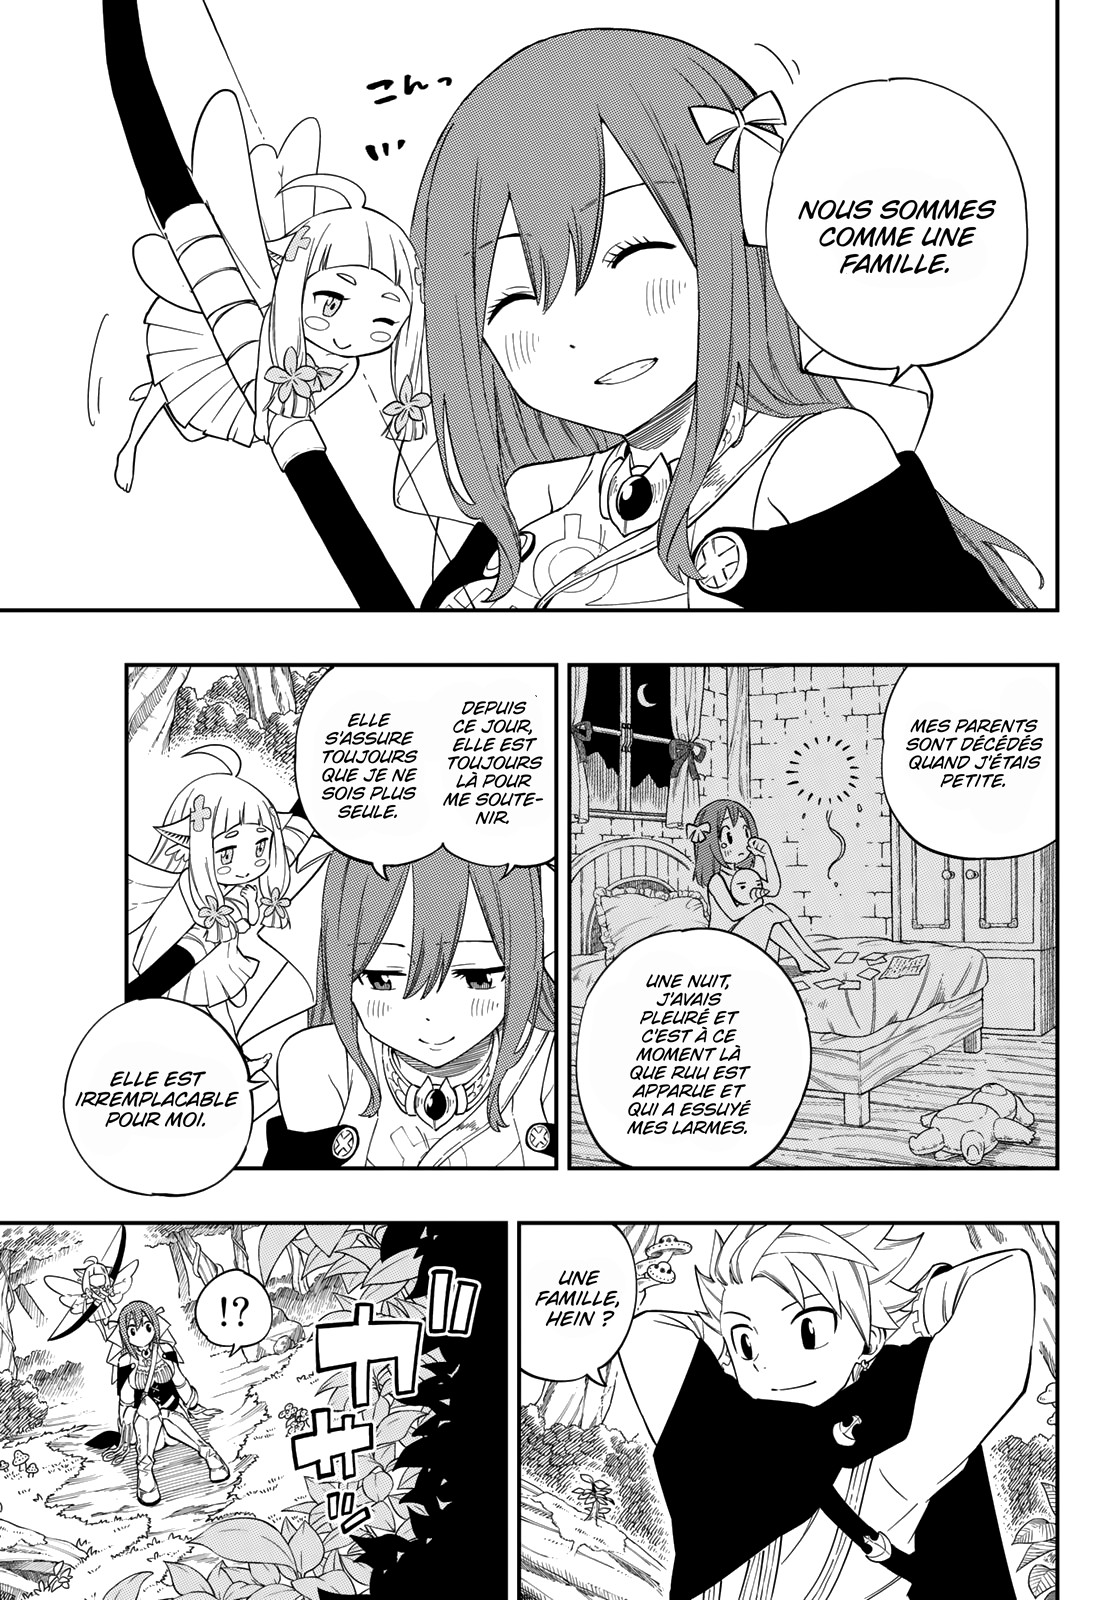 こんっ
NOUS SOMMES
COMME UNE
FAMILLE.
MES PARENTS
SONT DÉCÉDÉS
QUAND J'ÉTAIS
PETITE.
UNE NUIT,
J'AVAIS
PLEURÉ ET
C'EST À CE
MOMENT LÀ
QUE RUU EST
APPARUE ET
QUI A ESSUYÉ
MES LARMES.
DEPUIS
CE JOUR,
ELLE EST
TOUJOURS
LÀ POUR
ME SOUTE-
NIR.
ELLE
S'ASSURE
TOUJOURS
QUE JE NE
SOIS PLUS
SEULE.
ELLE EST
IRREMPLACABLE
POUR MOI.
UNE
FAMILLE,
HEIN ?
ガサガサッ
!?